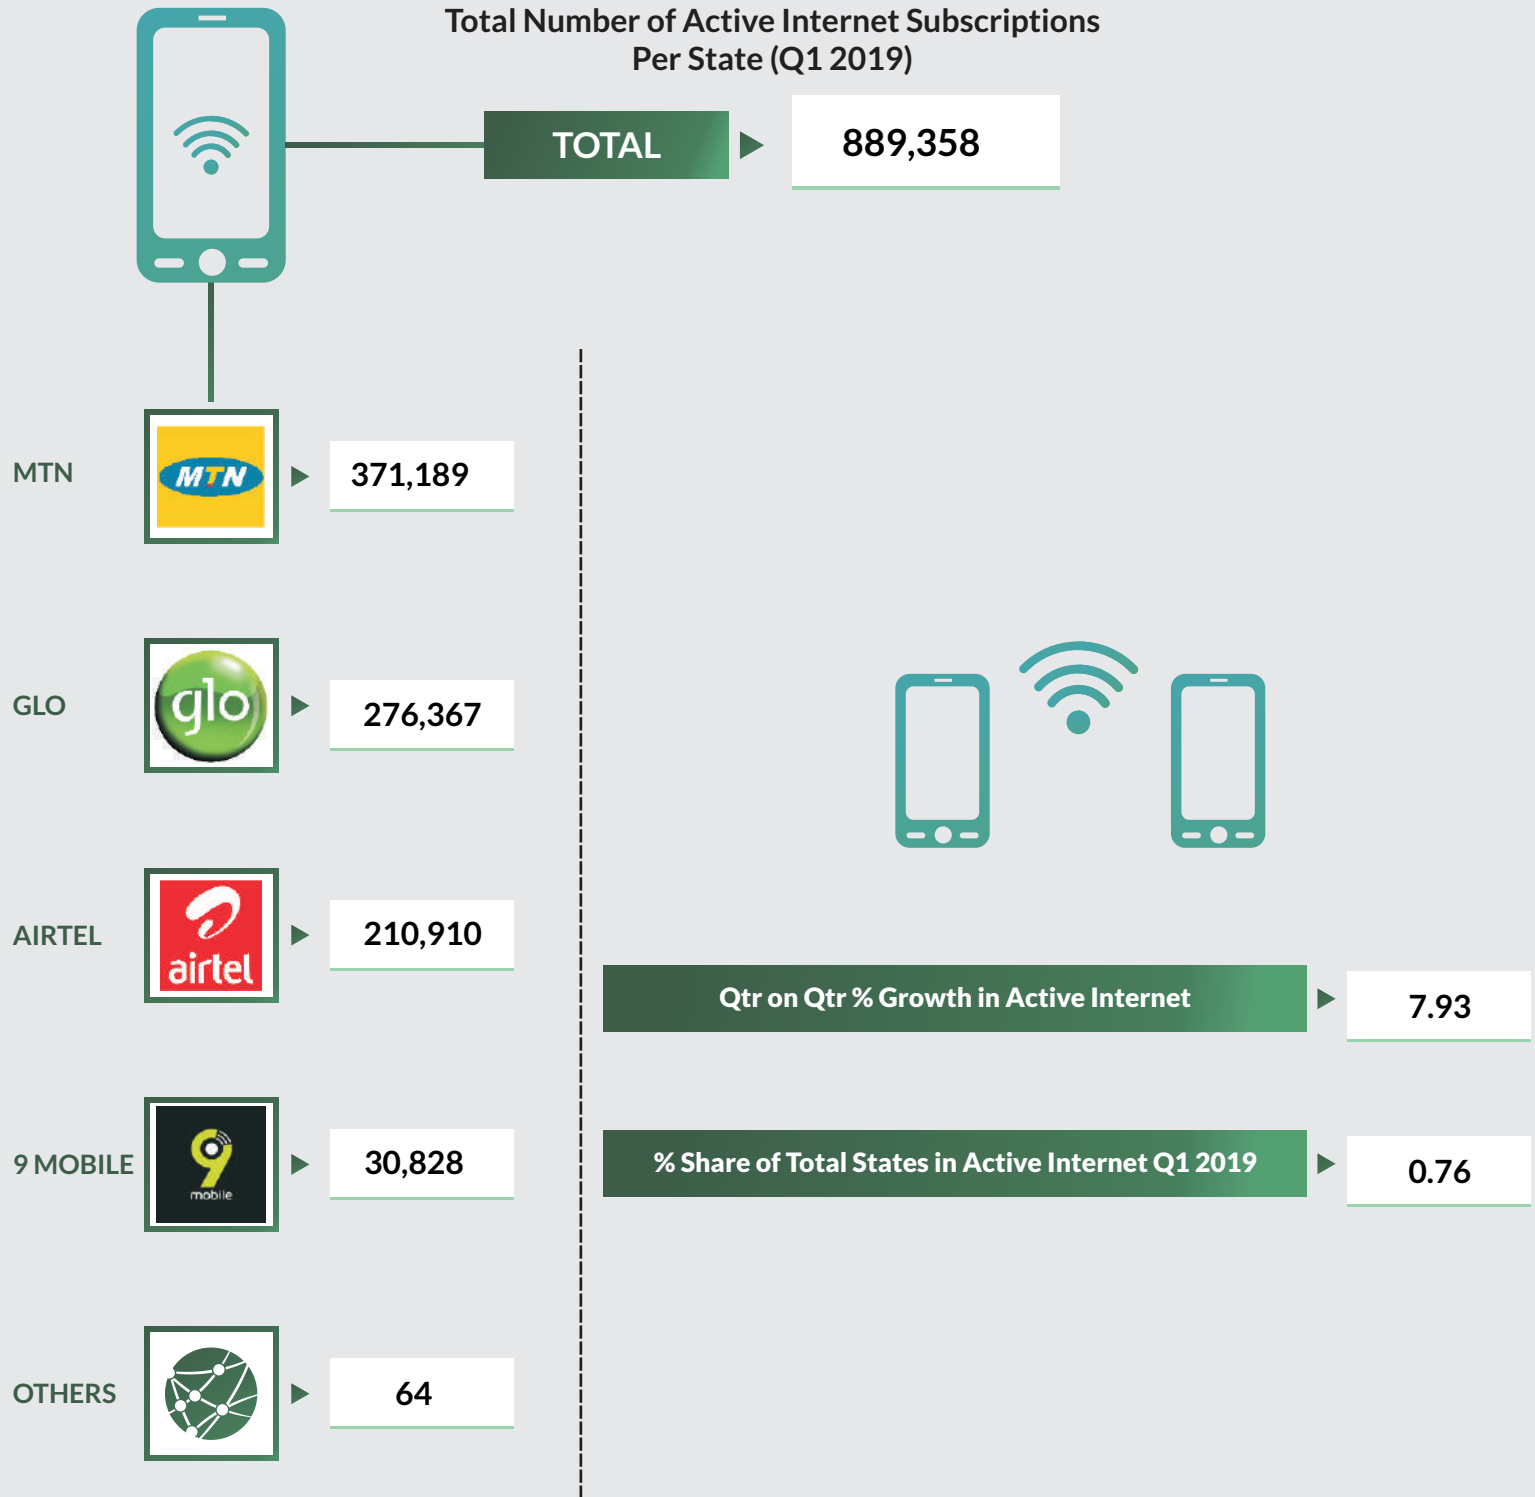 Total Number of Active Internet Subscriptions
Per State (Q1 2019)
TOTAL
889,358
MTN
MTN
371,189
GLO
glo
276,367
AIRTEL
airtel
210,910
Qtr on Qtr % Growth in Active Internet
7.93
9 MOBILE
9
mobile
30,828
% Share of Total States in Active Internet Q1 2019
0.76
OTHERS
64